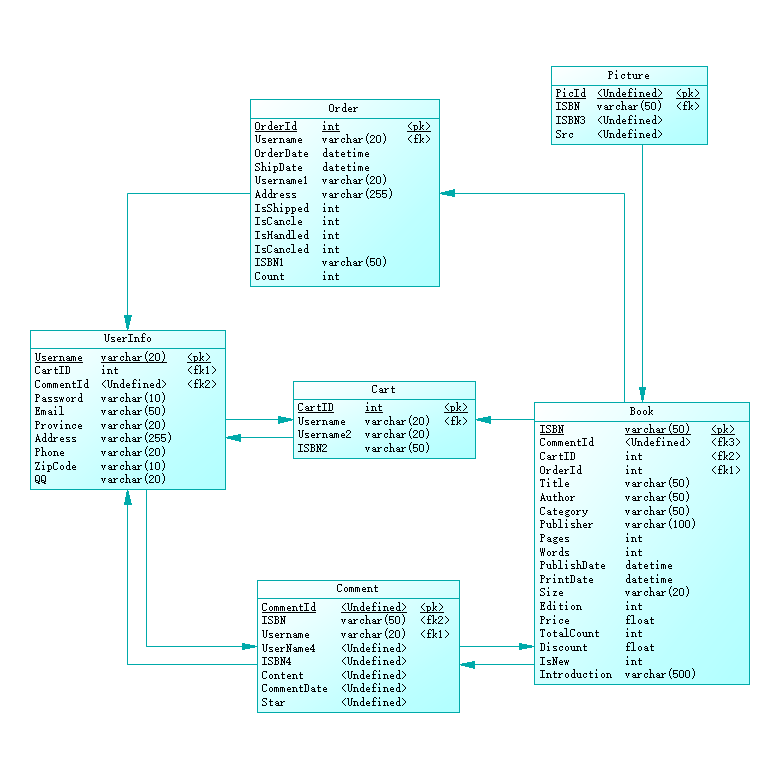 Picture
PicId <Undefined> <pk>
ISBN varchar(50) <fk>
ISBN3 <Undefined>
Src <Undefined>
Order
OrderId int <pk>
Username varchar(20) <fk>
OrderDate datetime
ShipDate datetime
Username1 varchar(20)
Address varchar(255)
IsShipped int
IsCancle int
IsHandled int
IsCancled int
ISBN1 varchar(50)
Count int
UserInfo
Username varchar(20) <pk>
CartID int <fk1>
CommentId <Undefined> <fk2>
Password varchar(10)
Email varchar(50)
Province varchar(20)
Address varchar(255)
Phone varchar(20)
ZipCode varchar(10)
QQ varchar(20)
Cart
CartID int <pk>
Username varchar(20) <fk>
Username2 varchar(20)
ISBN2 varchar(50)
Book
ISBN varchar(50) <pk>
CommentId <Undefined> <fk3>
CartID int <fk2>
OrderId int <fk1>
Title varchar(50)
Author varchar(50)
Category varchar(50)
Publisher varchar(100)
Pages int
Words int
PublishDate datetime
PrintDate datetime
Size varchar(20)
Edition int
Price float
TotalCount int
Discount float
IsNew int
Introduction varchar(500)
Comment
CommentId <Undefined> <pk>
ISBN varchar(50) <fk2>
Username varchar(20) <fk1>
UserName4 <Undefined>
ISBN4 <Undefined>
Content <Undefined>
CommentDate <Undefined>
Star <Undefined>